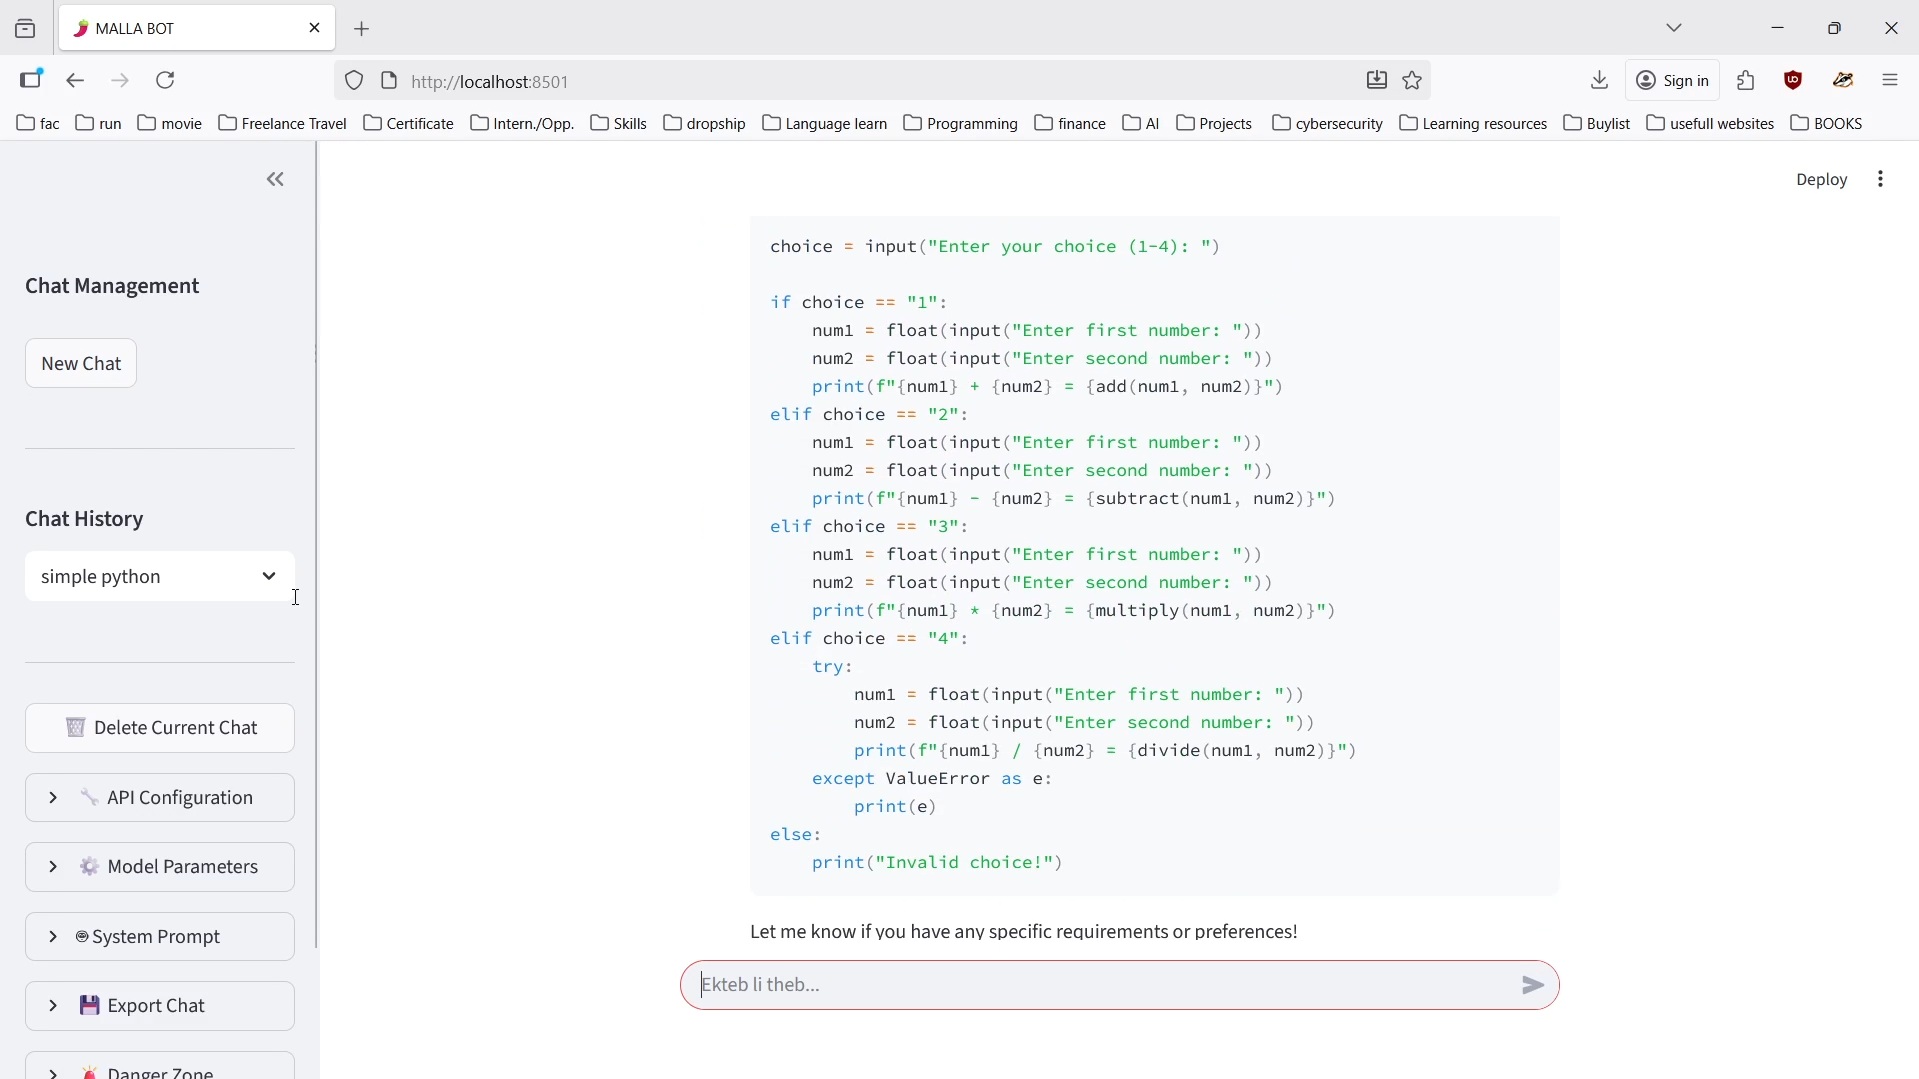 MALLA BOT
http://localhost:8501
Sign in
fac
run
movie
Freelance Travel
Certificate
Intern./Opp.
Skills
dropship
Language learn
Programming
finance
AI
Projects
cybersecurity
Learning resources
Buylist
usefull websites
BOOKS
Deploy
Chat Management
New Chat
Chat History
simple python
🗑️ Delete Current Chat
🔧 API Configuration
⚙️ Model Parameters
System Prompt
💾 Export Chat
🚨 Danger Zone
choice = input("Enter your choice (1-4): ")
if choice == "1":
    num1 = float(input("Enter first number: "))
    num2 = float(input("Enter second number: "))
    print(f"{num1} + {num2} = {add(num1, num2)}")
elif choice == "2":
    num1 = float(input("Enter first number: "))
    num2 = float(input("Enter second number: "))
    print(f"{num1} - {num2} = {subtract(num1, num2)}")
elif choice == "3":
    num1 = float(input("Enter first number: "))
    num2 = float(input("Enter second number: "))
    print(f"{num1} * {num2} = {multiply(num1, num2)}")
elif choice == "4":
    try:
        num1 = float(input("Enter first number: "))
        num2 = float(input("Enter second number: "))
        print(f"{num1} / {num2} = {divide(num1, num2)}")
    except ValueError as e:
        print(e)
else:
    print("Invalid choice!")
Let me know if you have any specific requirements or preferences!
Ekteb li theb...